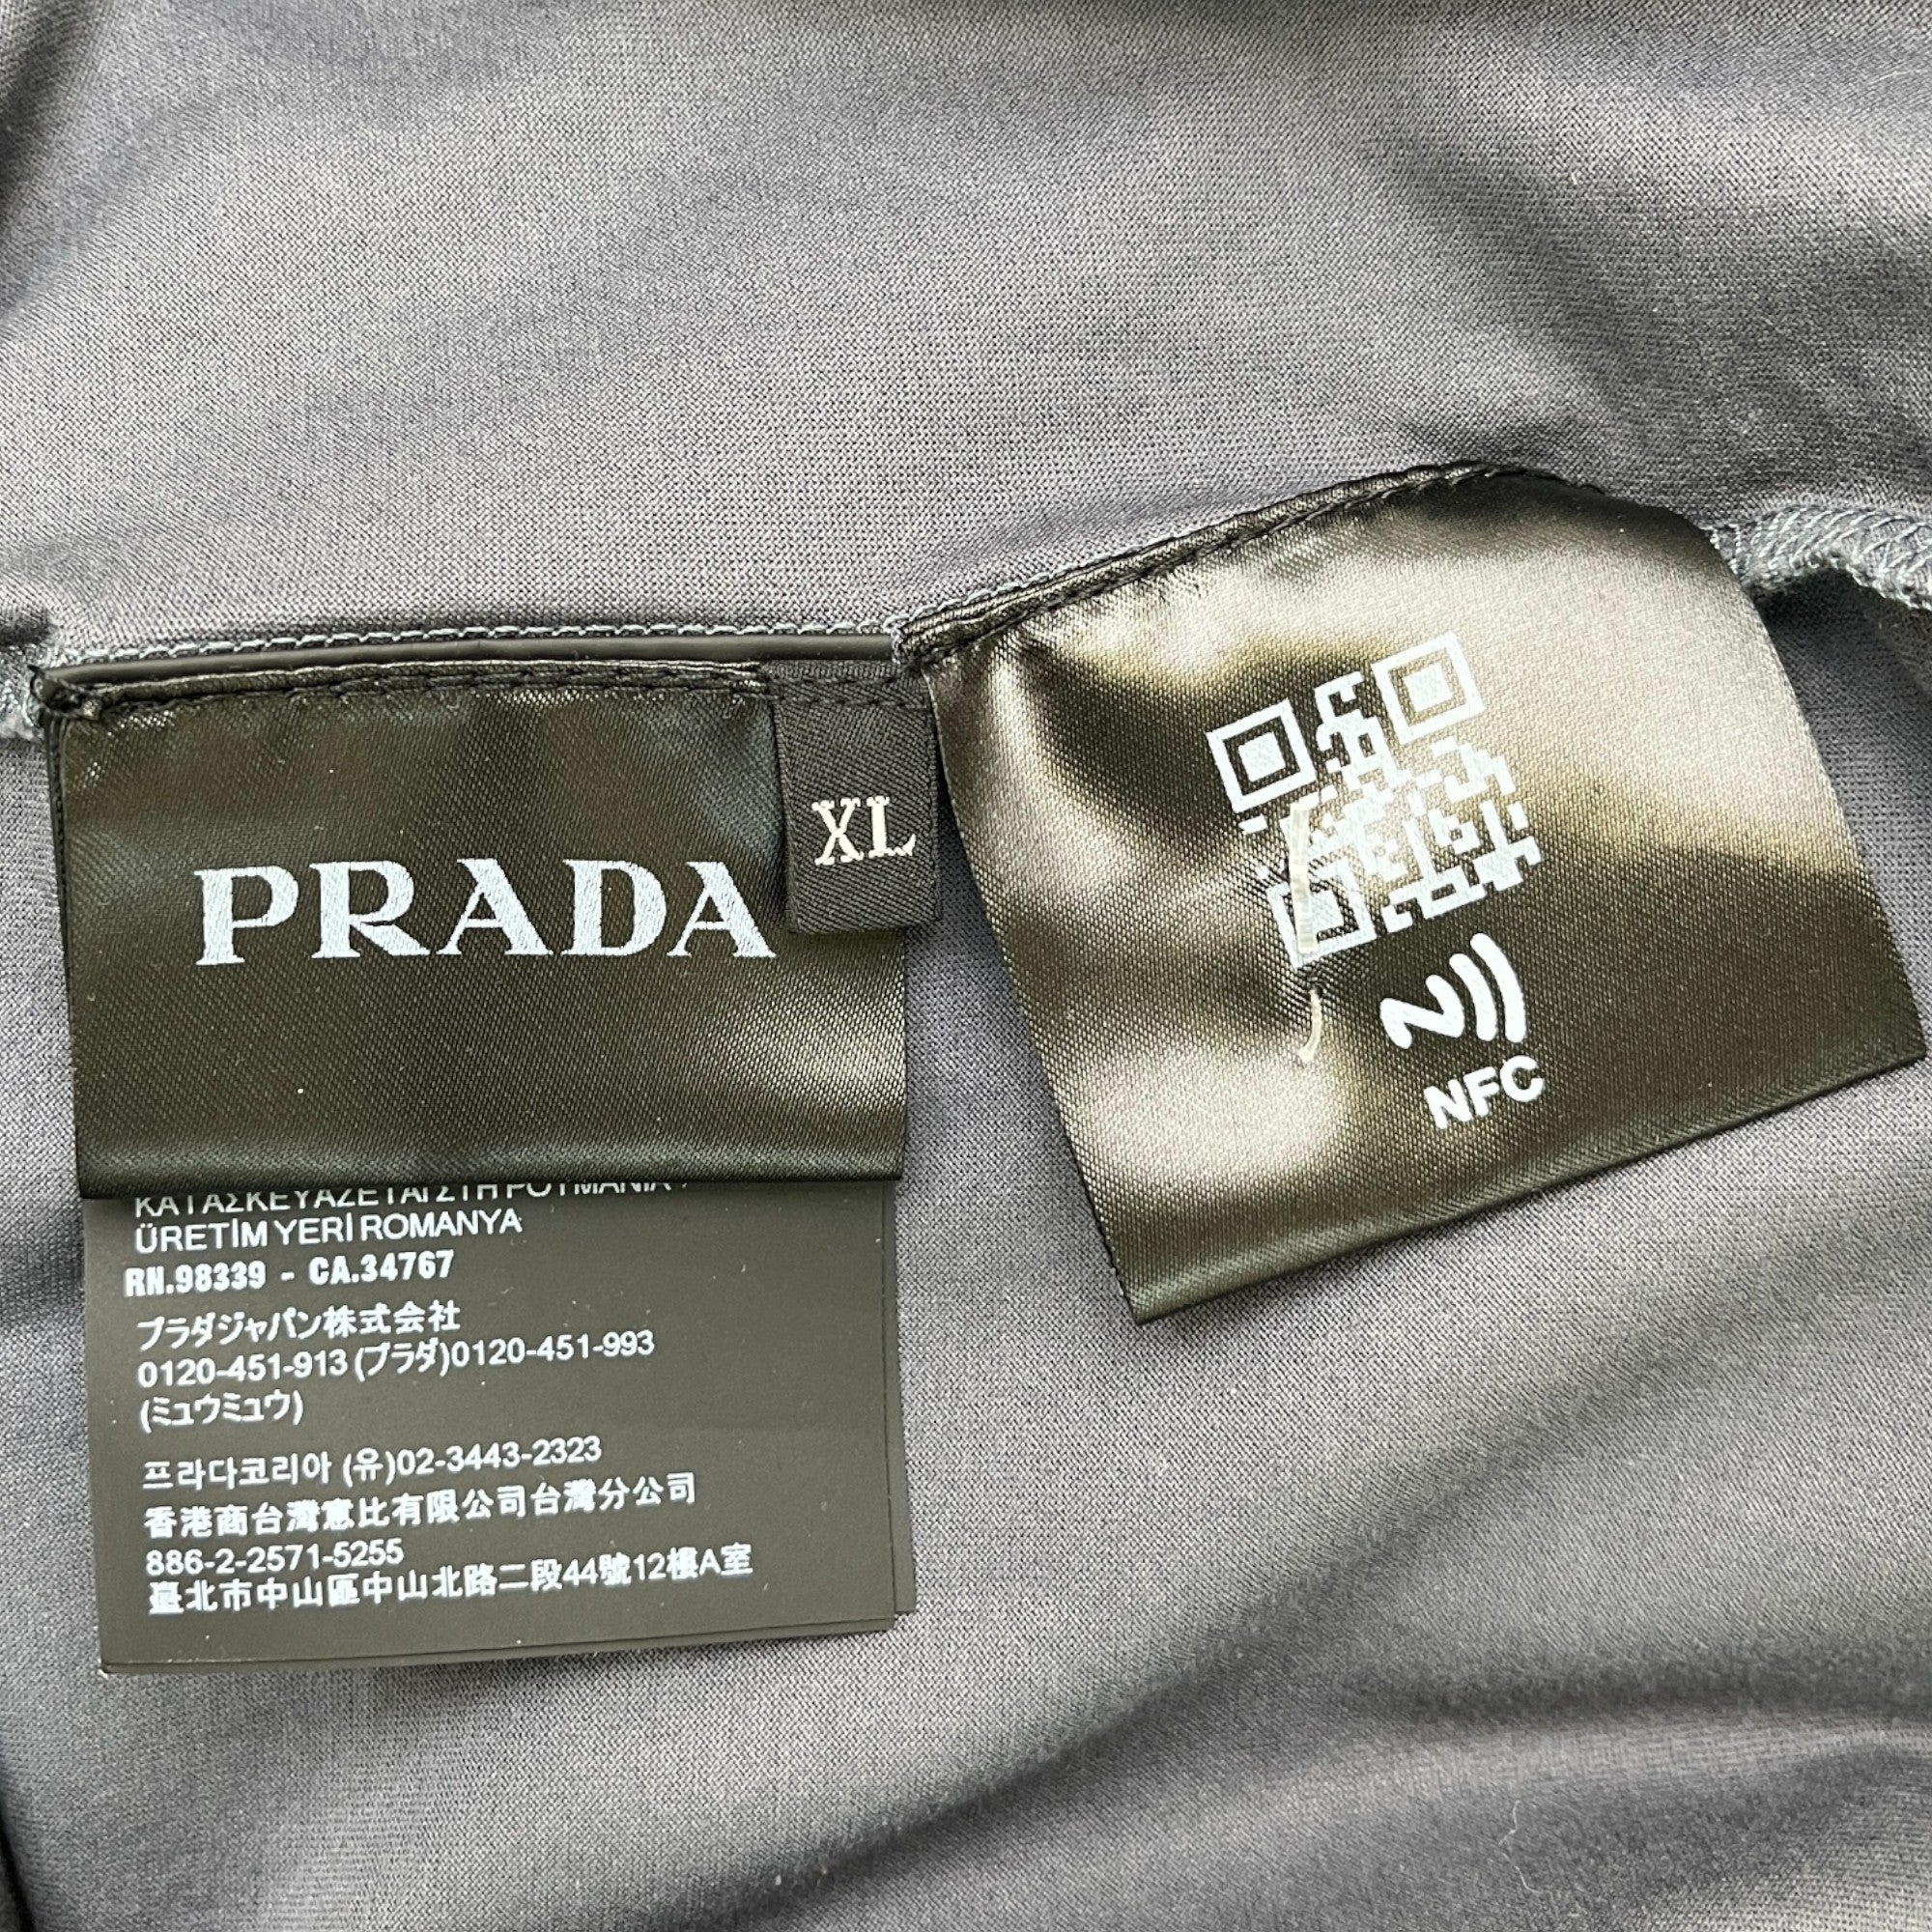 PRADA
XL
NFC
ΚΑΤΑΣΚΕΥΑΖΕΤΑΙ ΣΤΗ ΡΟΥΜΑΝΙΑ
ÜRETİM YERİ ROMANYA
RN.98339 - CA.34767
プラダジャパン株式会社
0120-451-913 (プラダ)0120-451-993
(ミュウミュウ)
프라다코리아 (유)02-3443-2323
香港商台灣惠比有限公司台灣分公司
886-2-2571-5255
臺北市中山區中山北路二段44號12樓A室